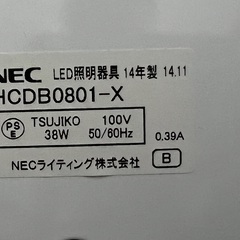 NEC LED照明器具 14年製 14.11
HCDB0801-X
PS E TSUJIKO 100V
38W 50/60Hz 0.39A
NECライティング株式会社 B